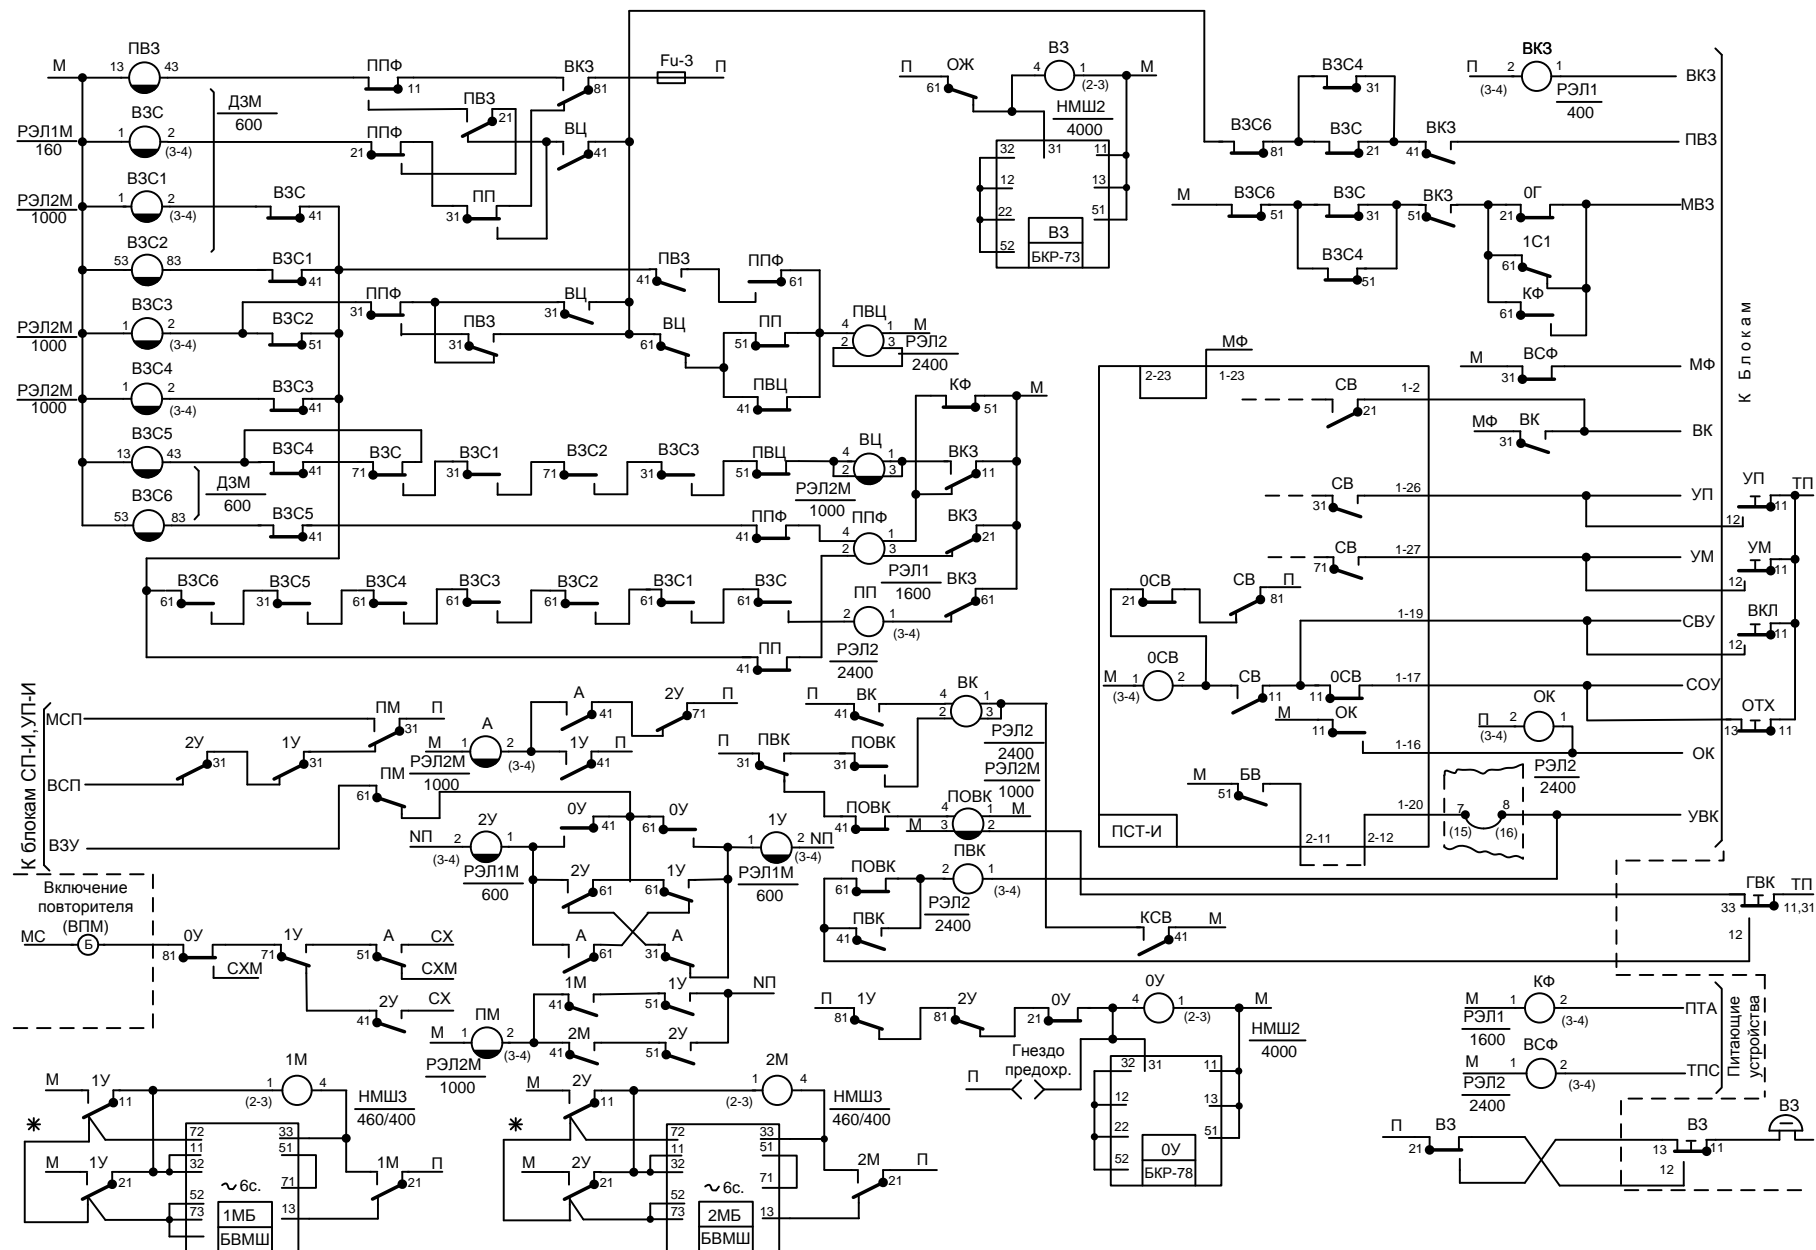 М
ПВЗ
13 43
ППФ
11
ВКЗ
81
Fu-3
П
ДЗМ
600
РЭЛ1М
160
ВЗС
1 2
(3-4)
ППФ
21
ПВЗ
21
ВЦ
41
ПП
31
РЭЛ2М
1000
ВЗС1
1 2
(3-4)
ВЗС
41
ВЗС2
53 83
ВЗС1
41
ПВЗ
41
ППФ
61
РЭЛ2М
1000
ВЗС3
1 2
(3-4)
ВЗС2
51
ППФ
31
ПВЗ
31
ВЦ
31
ВЦ
61
ПП
51
ПВЦ
4 1
2 3
М
РЭЛ2
2400
ПВЦ
41
РЭЛ2М
1000
ВЗС4
1 2
(3-4)
ВЗС3
41
КФ
51
М
ВЗС5
13 43
ВЗС4
41
ВЗС
71
ВЗС1
31
ВЗС2
71
ВЗС3
31
ПВЦ
51
ВЦ
4 1
2 3
РЭЛ2М
1000
ВКЗ
11
ДЗМ
600
ВЗС6
53 83
ВЗС5
41
ППФ
41
ППФ
4 1
2 3
РЭЛ1
1600
ВКЗ
21
ВЗС6
61
ВЗС5
31
ВЗС4
61
ВЗС3
61
ВЗС2
61
ВЗС1
61
ВЗС
61
ПП
2 1
(3-4)
РЭЛ2
2400
ВКЗ
61
ПП
41
П
ОЖ
61
ВЗ
4 1
(2-3)
М
НМШ2
4000
32 31 11
12 13
22 51
52
ВЗ
БКР-73
ВЗС4
31
ВЗС6
81
ВЗС
21
ВКЗ
41
П
2 ВКЗ 1
(3-4)
РЭЛ1
400
ВКЗ
ПВЗ
М
ВЗС6
51
ВЗС
31
ВКЗ
51
0Г
21
МВЗ
ВЗС4
51
1С1
61
КФ
61
К Блокам
М
ВСФ
31
МФ
2-23
1-23
МФ
СВ
21
1-2
МФ
ВК
31
ВК
СВ
31
1-26
УП
УП
12 11
ТП
СВ
71
1-27
УМ
УМ
12 11
0СВ
21
СВ
81
П
1-19
СВУ
ВКЛ
12 11
М
1 0СВ 2
(3-4)
СВ
11
0СВ
11
1-17
СОУ
ОТХ
13 11
М
ОК
11
1-16
П
2 ОК 1
(3-4)
РЭЛ2
2400
ОК
М
БВ
51
1-20
7 8
(15) (16)
УВК
ПСТ-И
2-11
2-12
К блокам СП-И,УП-И
МСП
ПМ
31
П
2У
31
1У
31
ВСП
ПМ
61
ВЗУ
М
А
1 2
(3-4)
РЭЛ2М
1000
А
41
2У
71
П
1У
41
П
П
ВК
41
ВК
4 1
2 3
РЭЛ2
2400
П
ПВК
31
ПОВК
31
РЭЛ2М
1000
ПОВК
41
ПОВК
4 1
3 2
М
М
NП
2У
2 1
(3-4)
РЭЛ1М
600
0У
41
0У
61
1У
1 2
(3-4)
NП
РЭЛ1М
600
2У
61
1У
61
А
61
А
31
ПОВК
61
ПВК
2 1
(3-4)
РЭЛ2
2400
ПВК
41
КСВ
41
М
ГВК
33 11,31
12
ТП
Включение
повторителя
(ВПМ)
МС
Б
0У
81
СХМ
1У
71
А
51
СХ
СХМ
2У
41
СХ
М
ПМ
1 2
(3-4)
РЭЛ2М
1000
1М
41
1У
51
NП
2М
41
2У
51
П
1У
81
2У
81
0У
21
0У
4 1
(2-3)
М
НМШ2
4000
Гнездо
предохр.
П
32 31 11
12 13
22 51
52
0У
БКР-78
М
КФ
1 2
(3-4)
РЭЛ1
1600
ПТА
М
ВСФ
1 2
(3-4)
РЭЛ2
2400
ТПС
Питающие
устройства
П
ВЗ
21
ВЗ
13 11
12
ВЗ
М
1У
11
1М
1 4
(2-3)
НМШ3
460/400
*
М
1У
21
72 33
11 51
32
52 71
73 13
~6с.
1МБ
БВМШ
1М
21
П
М
2У
11
2М
1 4
(2-3)
НМШ3
460/400
*
М
2У
21
72 33
11 51
32
52 71
73 13
~6с.
2МБ
БВМШ
2М
21
П